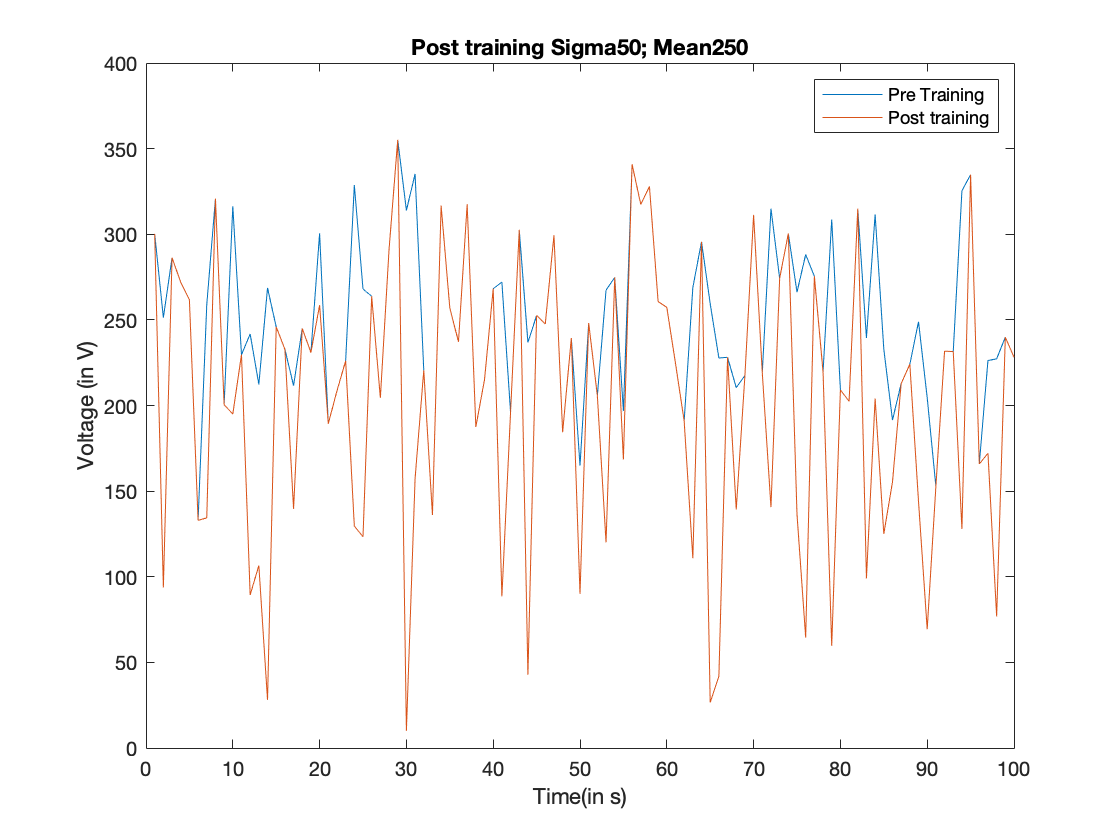 Post training Sigma50; Mean250
Pre Training
Post training
400
350
300
250
200
150
100
50
0
Voltage (in V)
0 10 20 30 40 50 60 70 80 90 100
Time(in s)